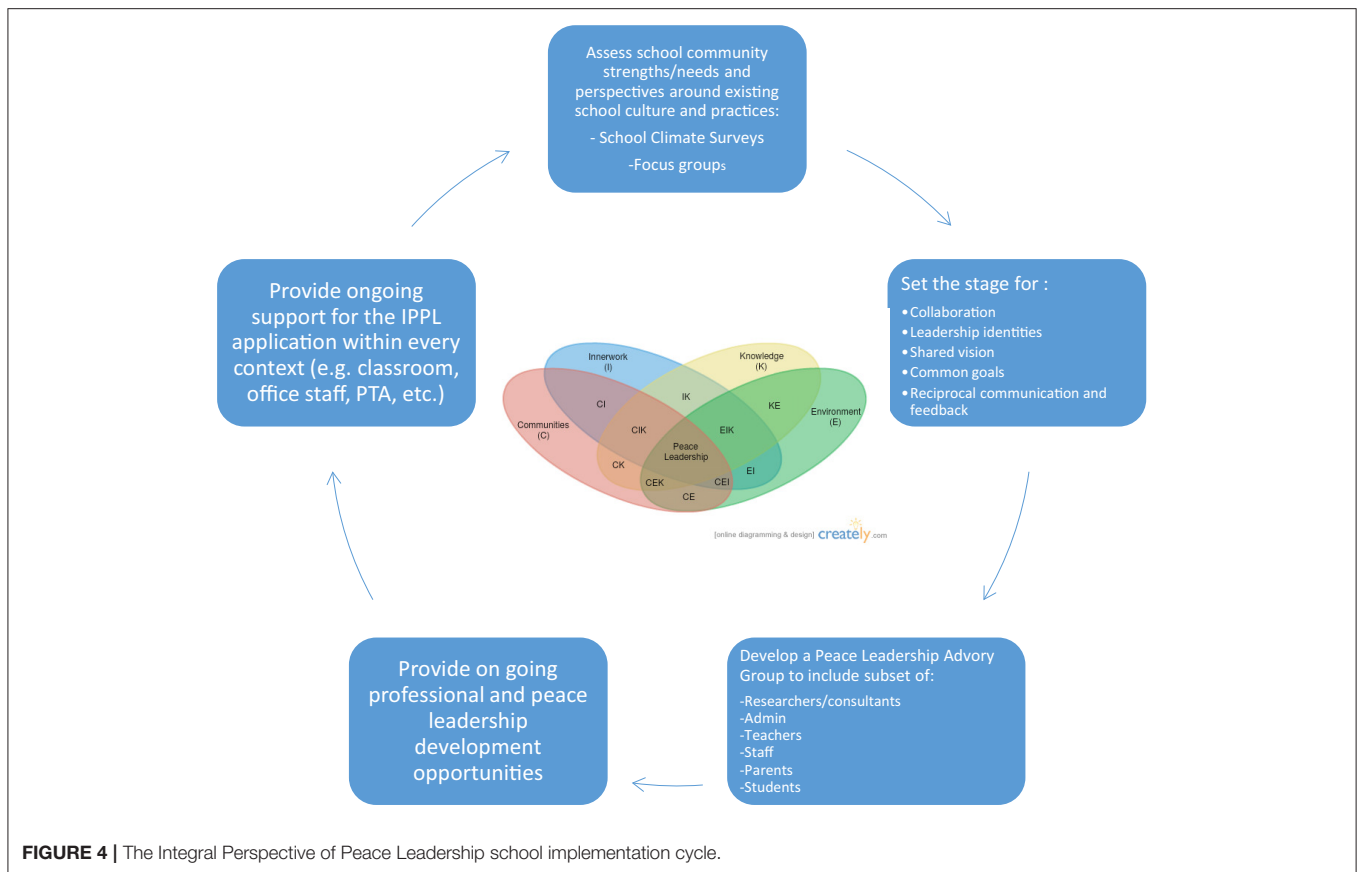 Assess school community
strengths/needs and
perspectives around existing
school culture and practices:
- School Climate Surveys
-Focus groups
Set the stage for :
•Collaboration
•Leadership identities
•Shared vision
•Common goals
•Reciprocal communication and
feedback
Develop a Peace Leadership Advory
Group to include subset of:
-Researchers/consultants
-Admin
-Teachers
-Staff
-Parents
-Students
Provide on going
professional and peace
leadership
development
opportunities
Provide ongoing
support for the IPPL
application within every
context (e.g. classroom,
office staff, PTA, etc.)
Innerwork
(I)
Knowledge
(K)
Communities
(C)
Environment
(E)
CI
IK
KE
CIK
EIK
Peace
Leadership
CK
EI
CEK
CEI
CE
[online diagramming & design] creately.com
FIGURE 4 | The Integral Perspective of Peace Leadership school implementation cycle.